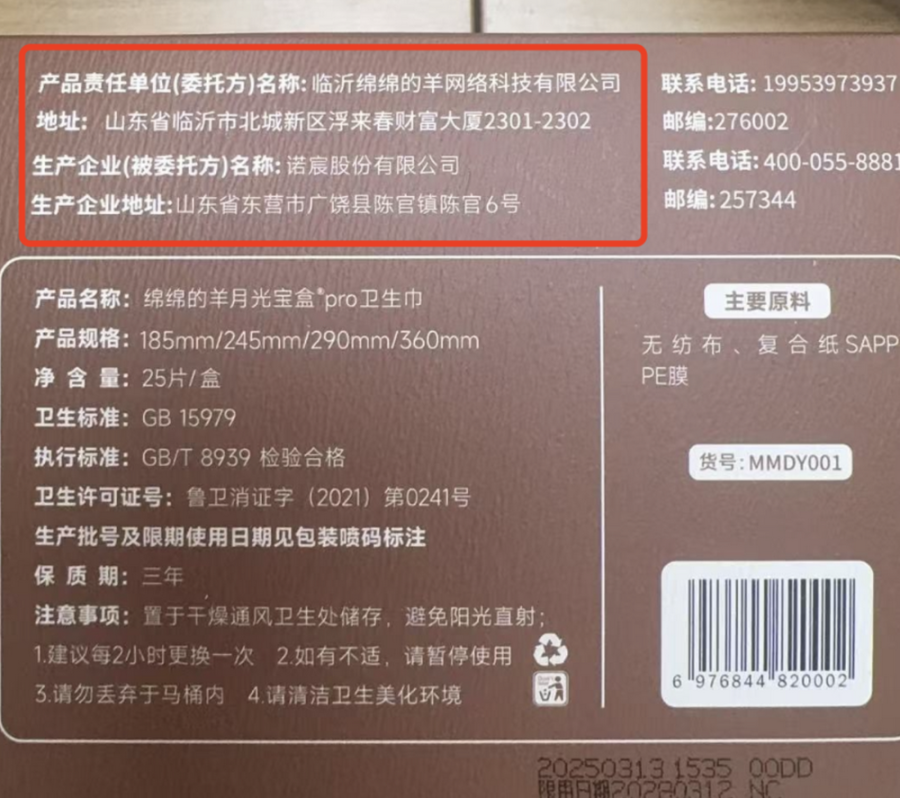 产品责任单位(委托方)名称: 临沂绵绵的羊网络科技有限公司 联系电话: 19953973937
地址: 山东省临沂市北城新区浮来春财富大厦2301-2302 邮编:276002
生产企业(被委托方)名称: 诺宸股份有限公司 联系电话: 400-055-8881
生产企业地址:山东省东营市广饶县陈官镇陈官6号 邮编:257344
产品名称: 绵绵的羊月光宝盒®pro卫生巾
产品规格: 185mm/245mm/290mm/360mm
净含量: 25片/盒
卫生标准: GB 15979
执行标准: GB/T 8939 检验合格
卫生许可证号: 鲁卫消证字（2021）第0241号
生产批号及限期使用日期见包装喷码标注
保质期: 三年
注意事项: 置于干燥通风卫生处储存，避免阳光直射；
1.建议每2小时更换一次 2.如有不适，请暂停使用
3.请勿丢弃于马桶内 4.请清洁卫生美化环境
主要原料
无纺布、复合纸SAPP
PE膜
货号: MMDY001
6 976844 820002
20250313 1535 00DD
限用日期20280312 NC